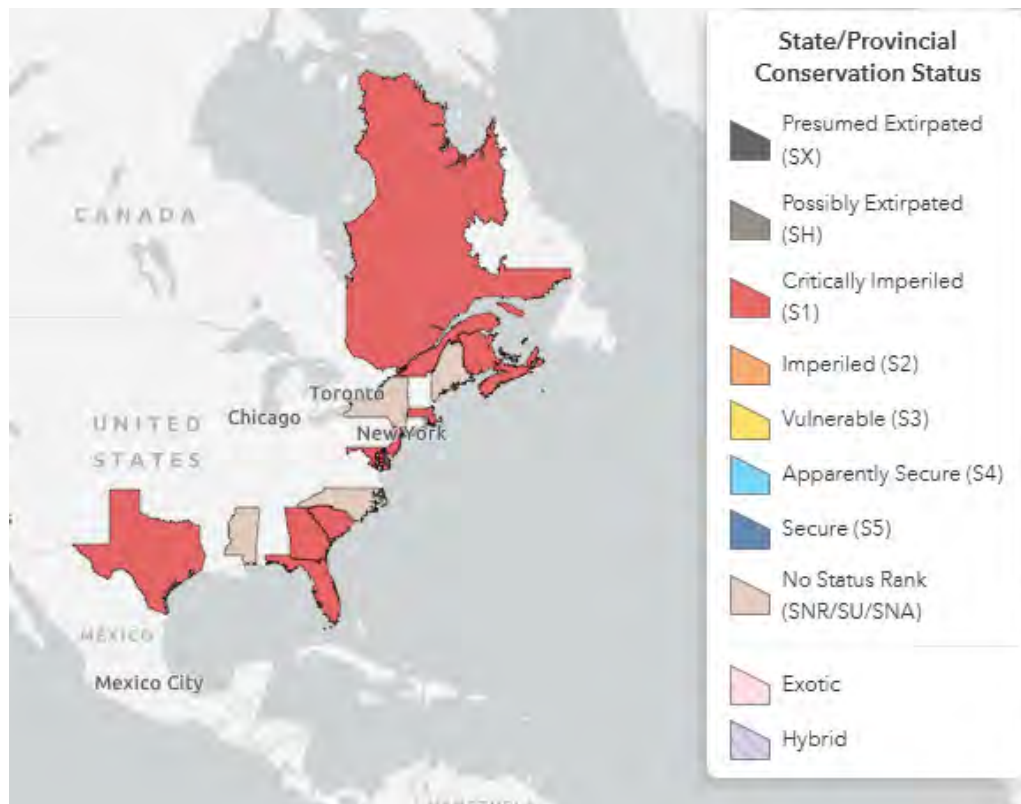 State/Provincial
Conservation Status
Presumed Extirpated
(SX)
Possibly Extirpated
(SH)
Critically Imperiled
(S1)
Imperiled (S2)
Vulnerable (S3)
Apparently Secure (S4)
Secure (S5)
No Status Rank
(SNR/SU/SNA)
Exotic
Hybrid
CANADA
Toronto
Chicago
New York
UNITED
STATES
MÉXICO
Mexico City